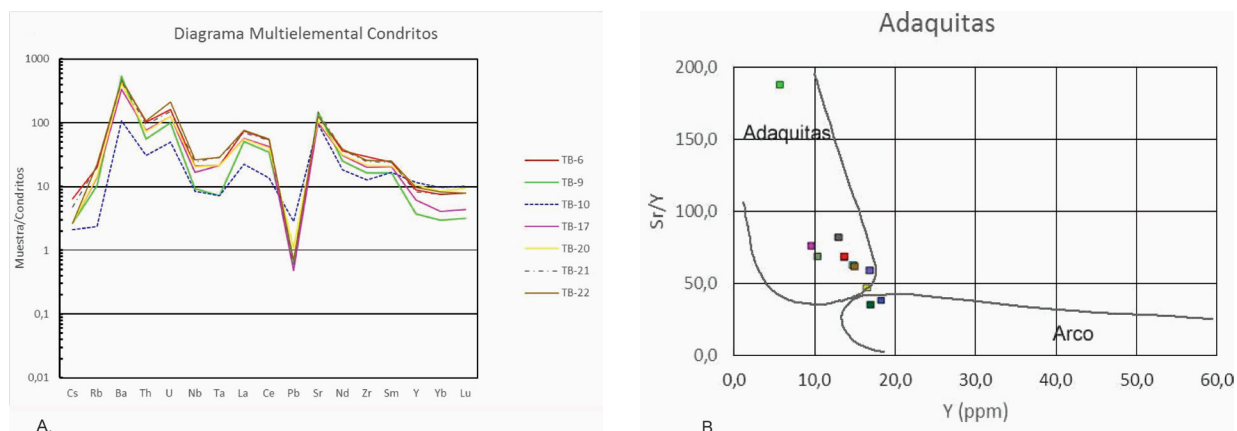 Diagrama Multielemental Condritos
Muestra/Condritos
1000
100
10
1
0,1
0,01
Cs Rb Ba Th U Nb Ta La Ce Pb Sr Nd Zr Sm Y Yb Lu
TB-6
TB-9
TB-10
TB-17
TB-20
TB-21
TB-22
A.
Adaquitas
Sr/Y
200,0
150,0
100,0
50,0
0,0
Adaquitas
Arco
0,0 10,0 20,0 30,0 40,0 50,0 60,0
Y (ppm)
B